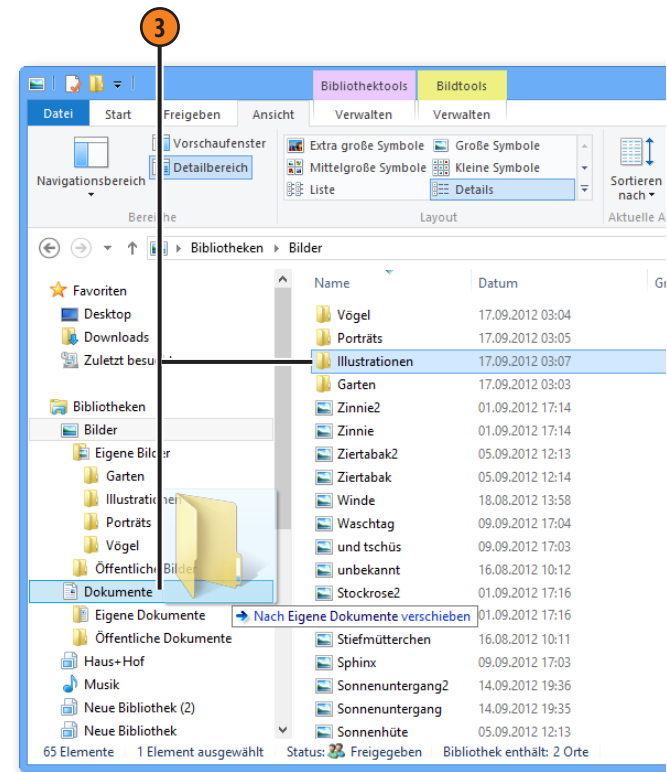 3
Bibliothektools Bildtools
Datei Start Freigeben Ansicht Verwalten Verwalten
Navigationsbereich
Vorschaufenster
Detailbereich
Extra große Symbole Große Symbole
Mittelgroße Symbole Kleine Symbole
Liste Details
Sortieren
nach
Layout
Bibliotheken Bilder
Name Datum
Favoriten
Desktop
Downloads
Bibliotheken
Bilder
Eigene Bilder
Garten
Illustrationen
Porträts
Vögel
Öffentliche Bilder
Dokumente
Eigene Dokumente
Öffentliche Dokumente
Haus+Hof
Musik
Neue Bibliothek (2)
Neue Bibliothek
Vögel 17.09.2012 03:04
Porträts 17.09.2012 03:05
Illustrationen 17.09.2012 03:07
Garten 17.09.2012 03:03
Zinnie2 01.09.2012 17:14
Zinnie 01.09.2012 17:14
Ziertabak2 05.09.2012 12:13
Ziertabak 05.09.2012 12:14
Winde 18.08.2012 13:58
Waschtag 09.09.2012 17:04
und tschüs 09.09.2012 17:03
unbekannt 16.08.2012 10:12
Stockrose2 01.09.2012 17:16
Nach Eigene Dokumente verschieben 01.09.2012 17:16
Stiefmütterchen 16.08.2012 10:11
Sphinx 09.09.2012 17:03
Sonnenuntergang2 14.09.2012 19:36
Sonnenuntergang 14.09.2012 19:35
Sonnenhüte 05.09.2012 12:13
65 Elemente 1 Element ausgewählt Status: Freigegeben Bibliothek enthält: 2 Orte